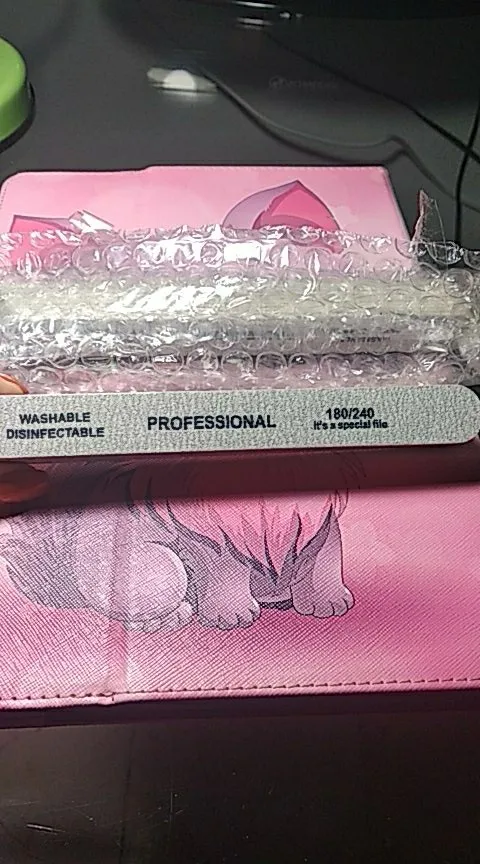 WASHABLE
DISINFECTABLE
PROFESSIONAL
180/240
It's a special file